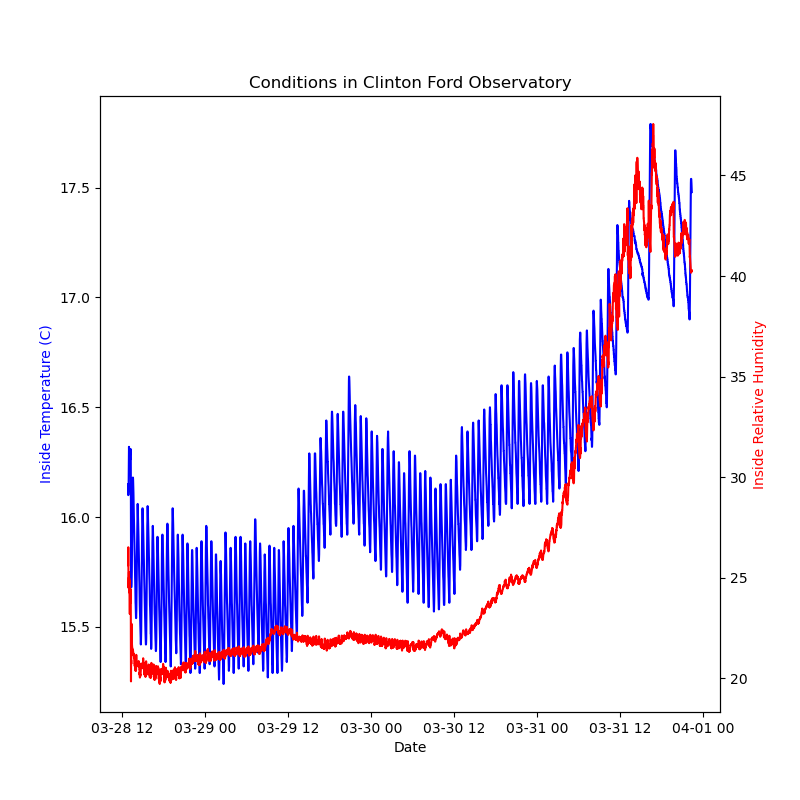 Conditions in Clinton Ford Observatory
Inside Temperature (C)
17.5
17.0
16.5
16.0
15.5
45
40
35
30
25
20
Inside Relative Humidity
03-28 12 03-29 00 03-29 12 03-30 00 03-30 12 03-31 00 03-31 12 04-01 00
Date